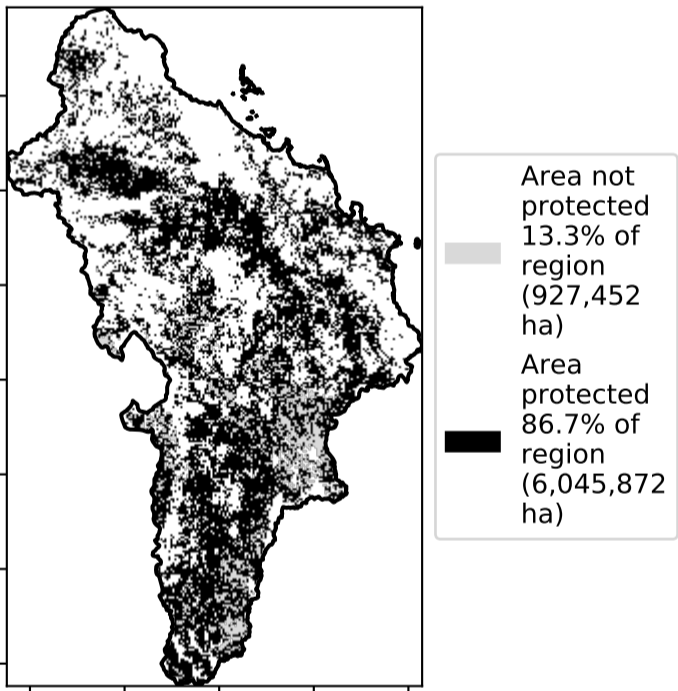 Area not
protected
13.3% of
region
(927,452
ha)
Area
protected
86.7% of
region
(6,045,872
ha)